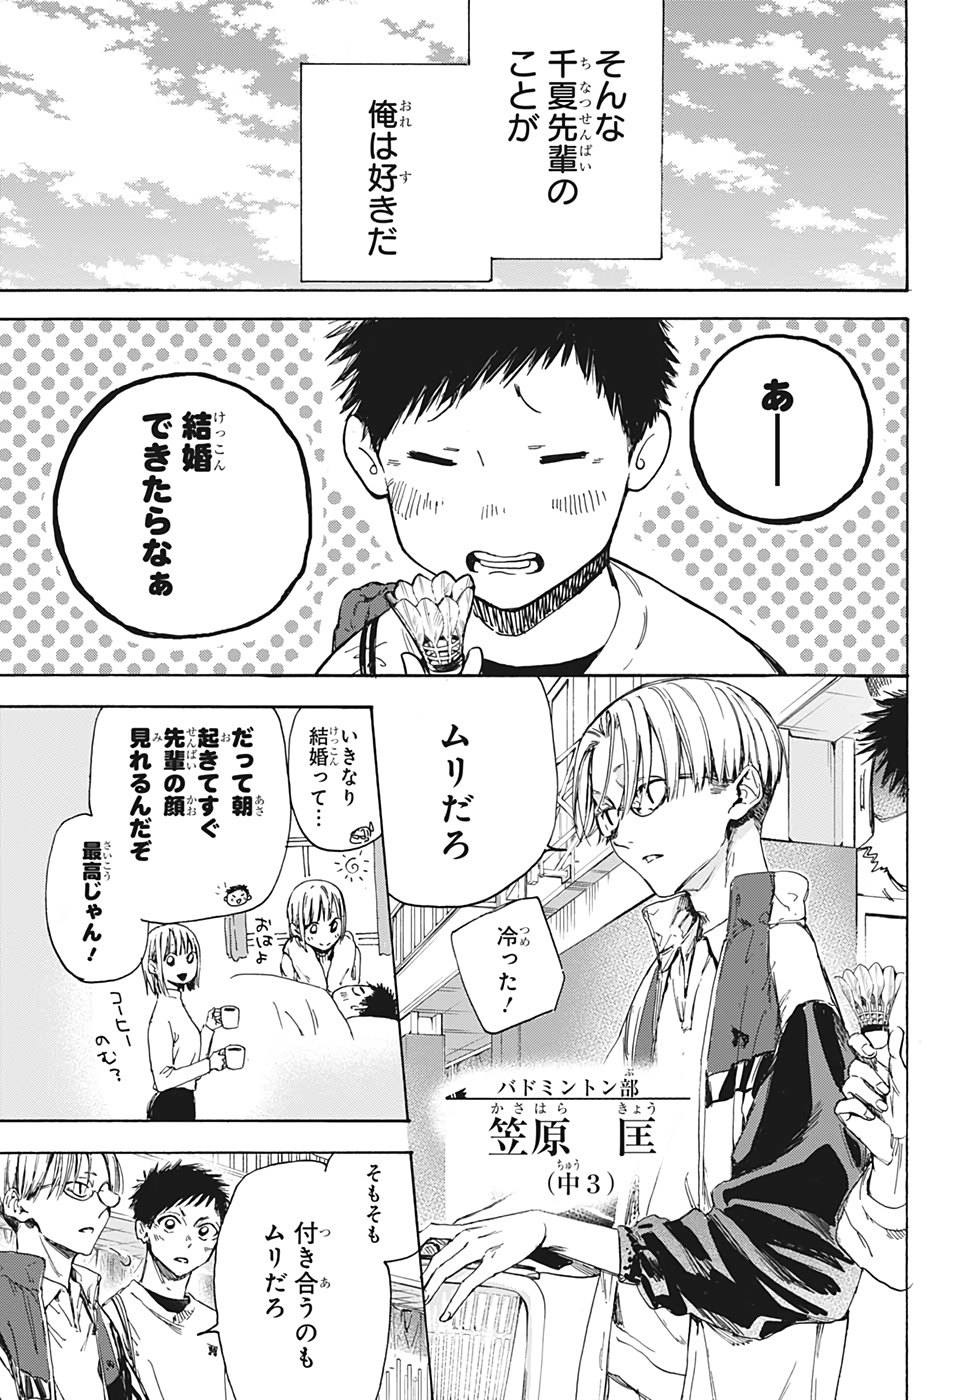 そんな
千夏先輩の
ことが
俺は好きだ
あー
結婚
できたらなぁ
ムリだろ
冷った!
バドミントン部
笠原 匡
(中3)
いきなり
結婚って…
だって朝
起きてすぐ
先輩の顔
見れるんだぞ
最高じゃん!
おはよ
コーヒー
のむ?
そもそも
付き合うのも
ムリだろ